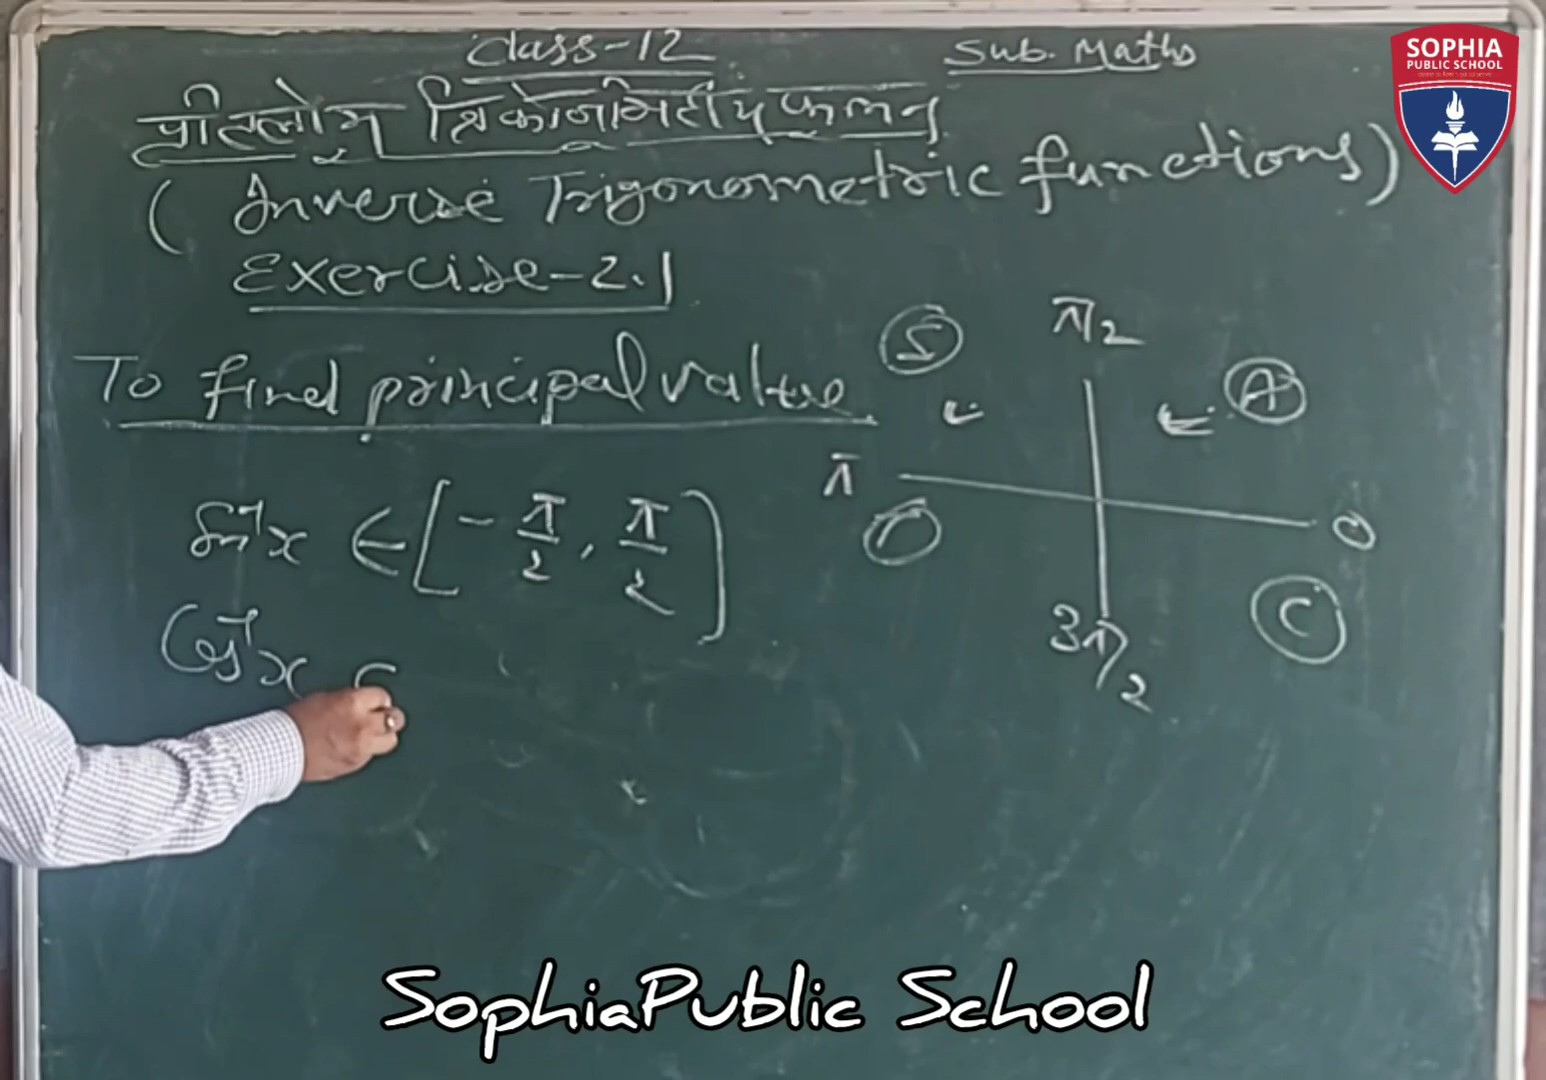 Class-12
Sub. Maths
SOPHIA
PUBLIC SCHOOL
प्रतिलोम त्रिकोणमितीय फलन
( Inverse Trigonometric functions)
Exercise-2.1
To find principal value
S
π/2
A
π
T
0
C
3π/2
Sin⁻¹x ∈ [-π/2, π/2]
Cos⁻¹x
SophiaPublic School